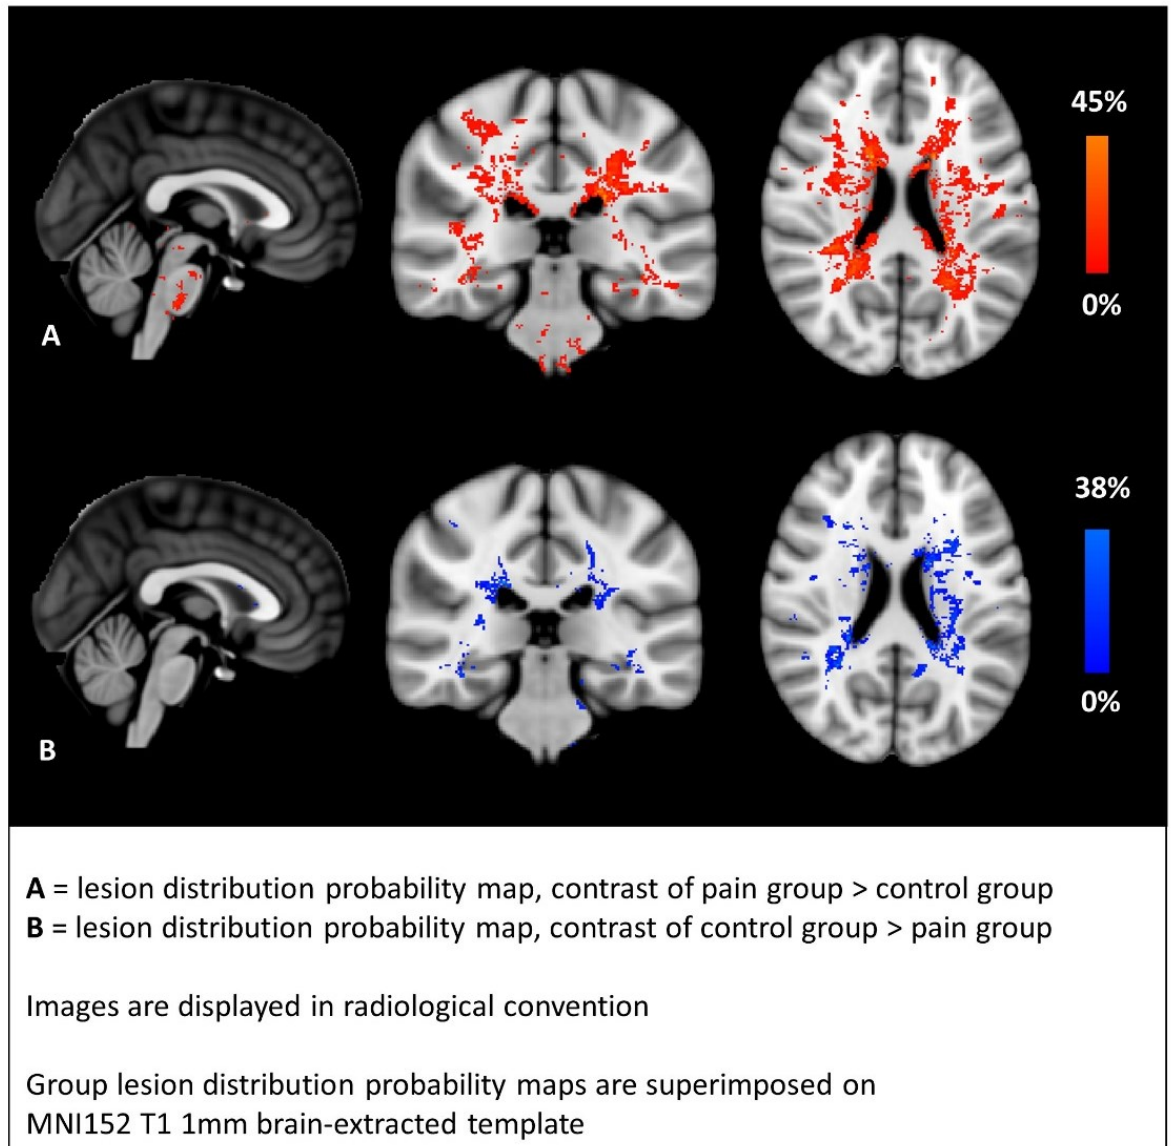 45%
0%
A
38%
0%
B
A = lesion distribution probability map, contrast of pain group > control group
B = lesion distribution probability map, contrast of control group > pain group
Images are displayed in radiological convention
Group lesion distribution probability maps are superimposed on
MNI152 T1 1mm brain-extracted template